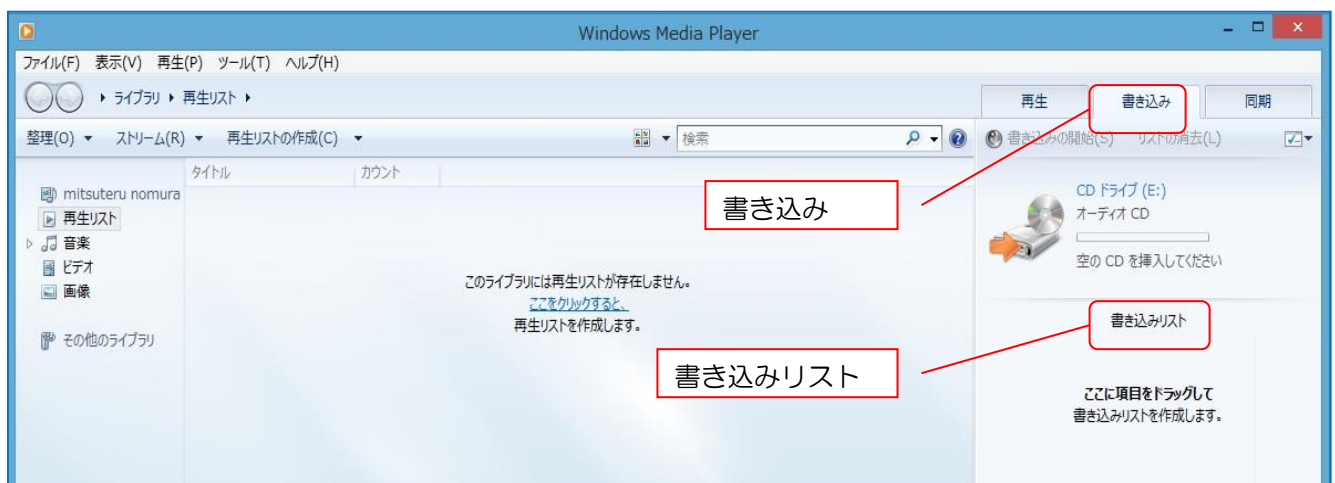 Windows Media Player
ファイル(F) 表示(V) 再生(P) ツール(T) ヘルプ(H)
ライブラリ 再生リスト
再生 書き込み 同期
整理(O) ストリーム(R) 再生リストの作成(C) 検索 書き込みの開始(S) リストの消去(L)
タイトル カウント
mitsuteru nomura
再生リスト
音楽
ビデオ
画像
その他のライブラリ
このライブラリには再生リストが存在しません。
ここをクリックすると、
再生リストを作成します。
書き込み
書き込みリスト
CD ドライブ (E:)
オーディオ CD
空の CD を挿入してください
書き込みリスト
ここに項目をドラッグして
書き込みリストを作成します。